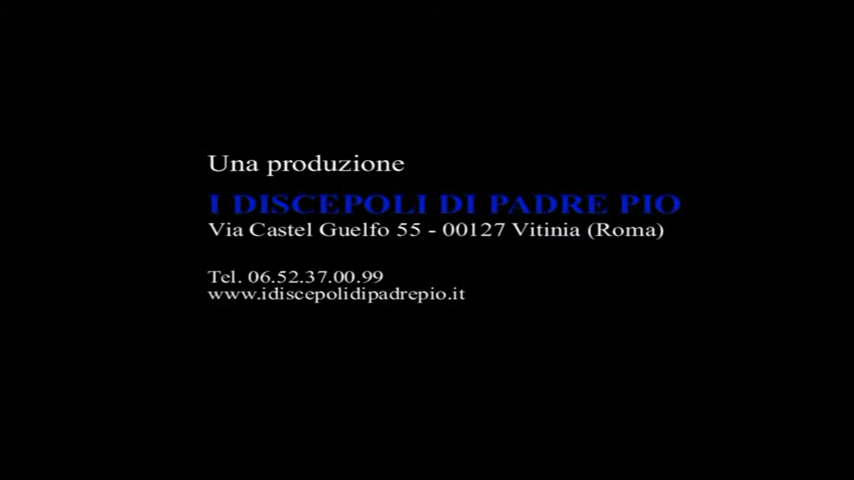 Una produzione
I DISCEPOLI DI PADRE PIO
Via Castel Guelfo 55 - 00127 Vitinia (Roma)
Tel. 06.52.37.00.99
www.idiscepolidipadrepio.it